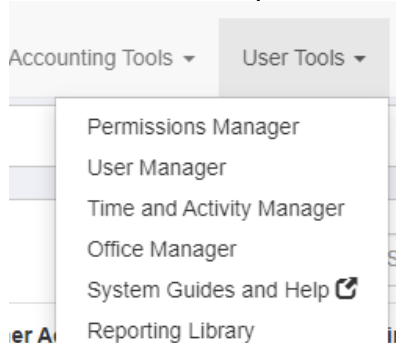 Accounting Tools User Tools
Permissions Manager
User Manager
Time and Activity Manager
Office Manager
System Guides and Help
Reporting Library